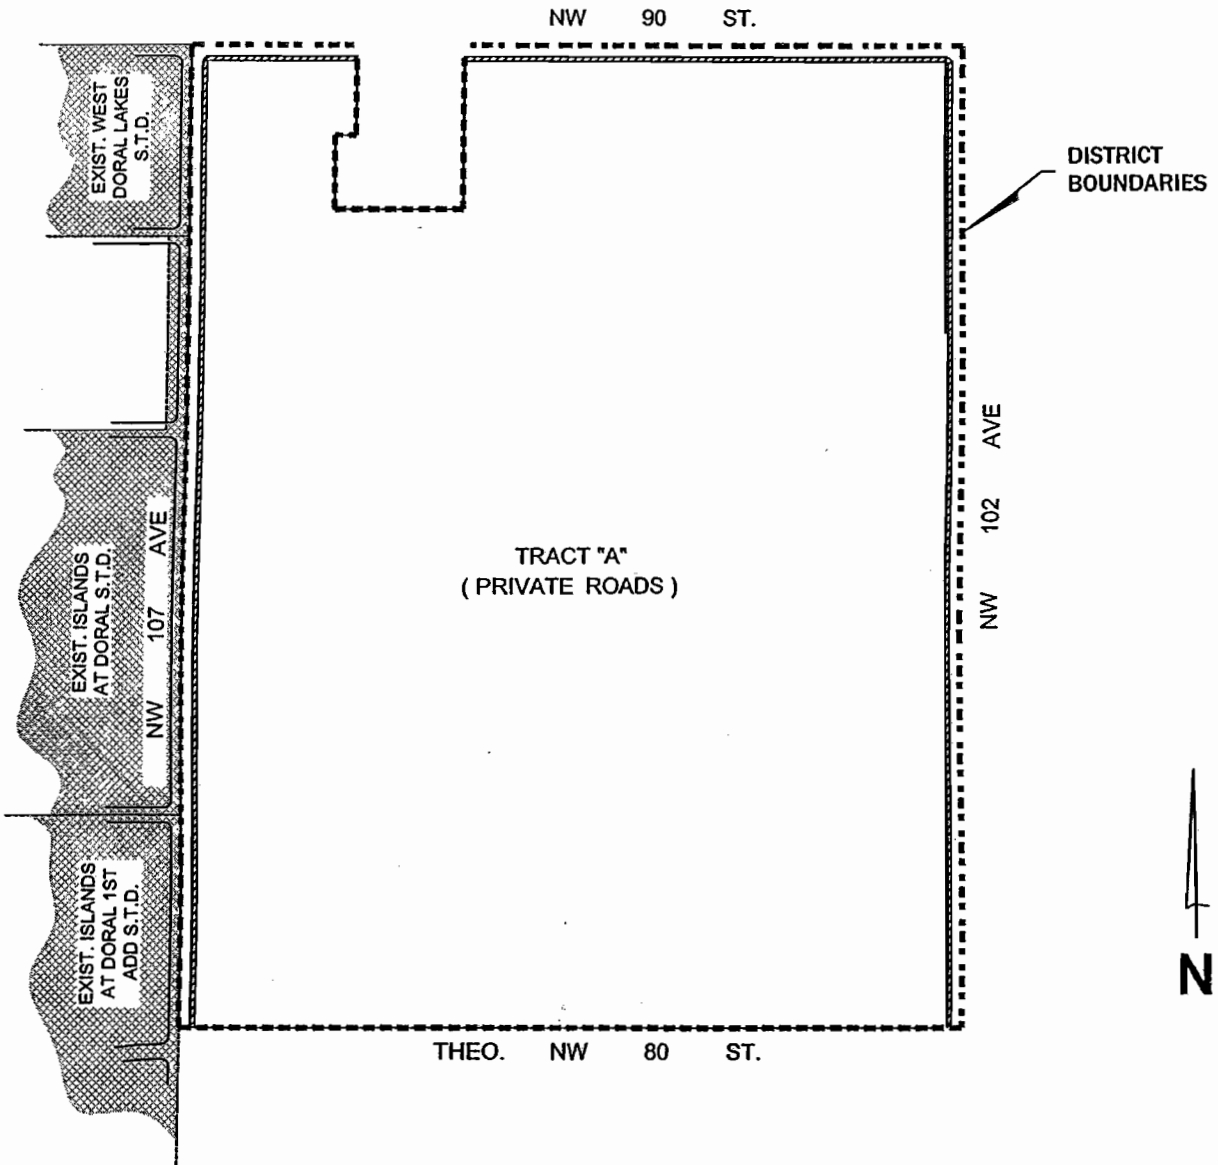 NW 90 ST.
EXIST. WEST
DORAL LAKES
S.T.D.
DISTRICT
BOUNDARIES
NW 102 AVE
EXIST. ISLANDS
AT DORAL S.T.D.
NW 107 AVE
TRACT "A"
( PRIVATE ROADS )
EXIST. ISLANDS
AT DORAL 1ST
ADD S.T.D.
N
THEO. NW 80 ST.